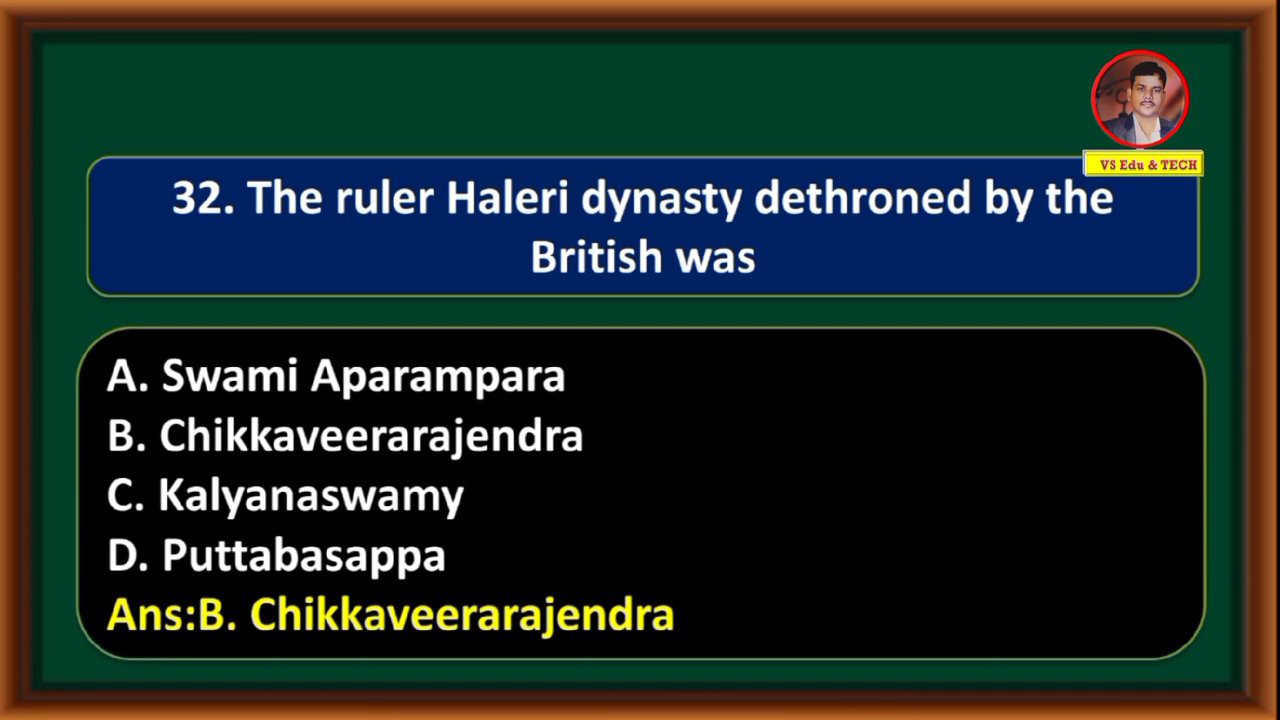 VS Edu & TECH
32. The ruler Haleri dynasty dethroned by the
British was
A. Swami Aparampara
B. Chikkaveerarajendra
C. Kalyanaswamy
D. Puttabasappa
Ans:B. Chikkaveerarajendra